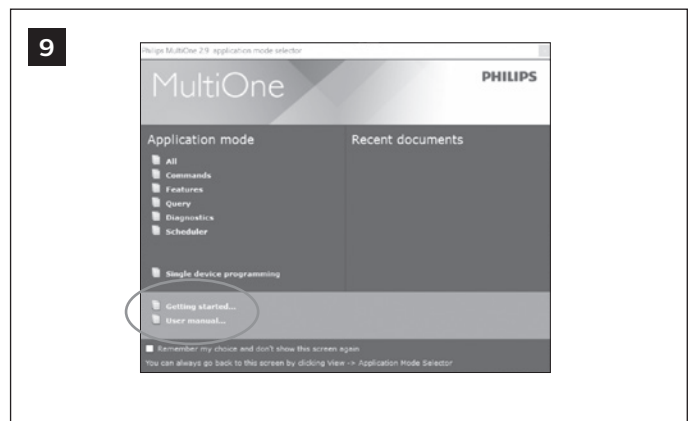 9
Philips MultiOne 2.9 application mode selector
MultiOne
PHILIPS
Application mode
All
Commands
Features
Query
Diagnostics
Scheduler
Single device programming
Getting started...
User manual...
Recent documents
Remember my choice and don't show this screen again
You can always go back to this screen by clicking View -> Application Mode Selector